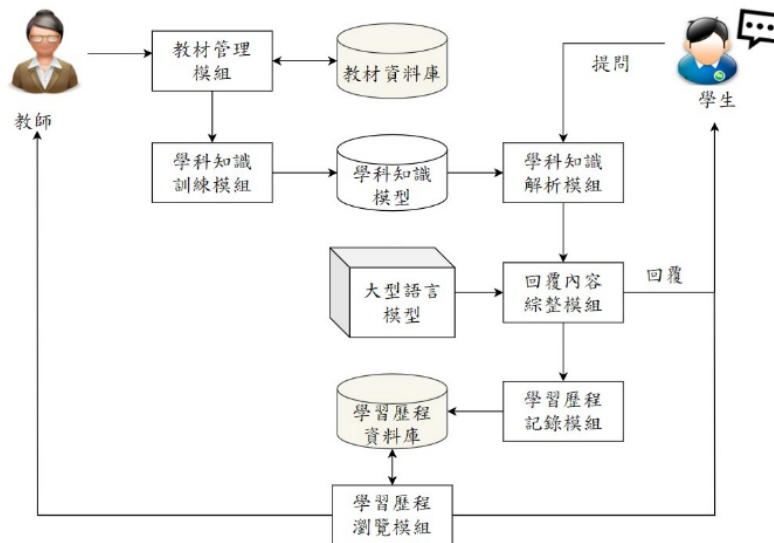 教材管理
模組
教材資料庫
提問
教師
學生
學科知識
訓練模組
學科知識
模型
學科知識
解析模組
大型語言
模型
回覆內容
綜整模組
回覆
學習歷程
資料庫
學習歷程
記錄模組
學習歷程
瀏覽模組